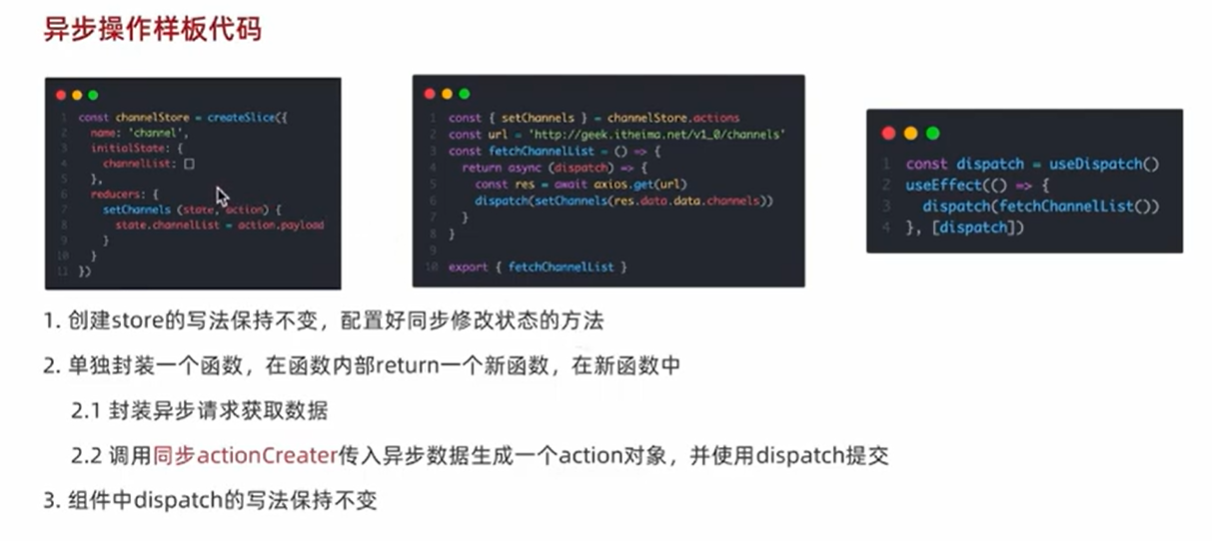 异步操作样板代码
1 const channelStore = createSlice({
2 name: 'channel',
3 initialState: {
4 channelList: []
5 },
6 reducers: {
7 setChannels (state, action) {
8 state.channelList = action.payload
9 }
10 }
11 })
1 const { setChannels } = channelStore.actions
2 const url = 'http://geek.itheima.net/v1_0/channels'
3 const fetchChannelList = () => {
4 return async (dispatch) => {
5 const res = await axios.get(url)
6 dispatch(setChannels(res.data.data.channels))
7 }
8 }
9
10 export { fetchChannelList }
1 const dispatch = useDispatch()
2 useEffect(() => {
3 dispatch(fetchChannelList())
4 }, [dispatch])
1. 创建store的写法保持不变，配置好同步修改状态的方法
2. 单独封装一个函数，在函数内部return一个新函数，在新函数中
2.1 封装异步请求获取数据
2.2 调用同步actionCreater传入异步数据生成一个action对象，并使用dispatch提交
3. 组件中dispatch的写法保持不变